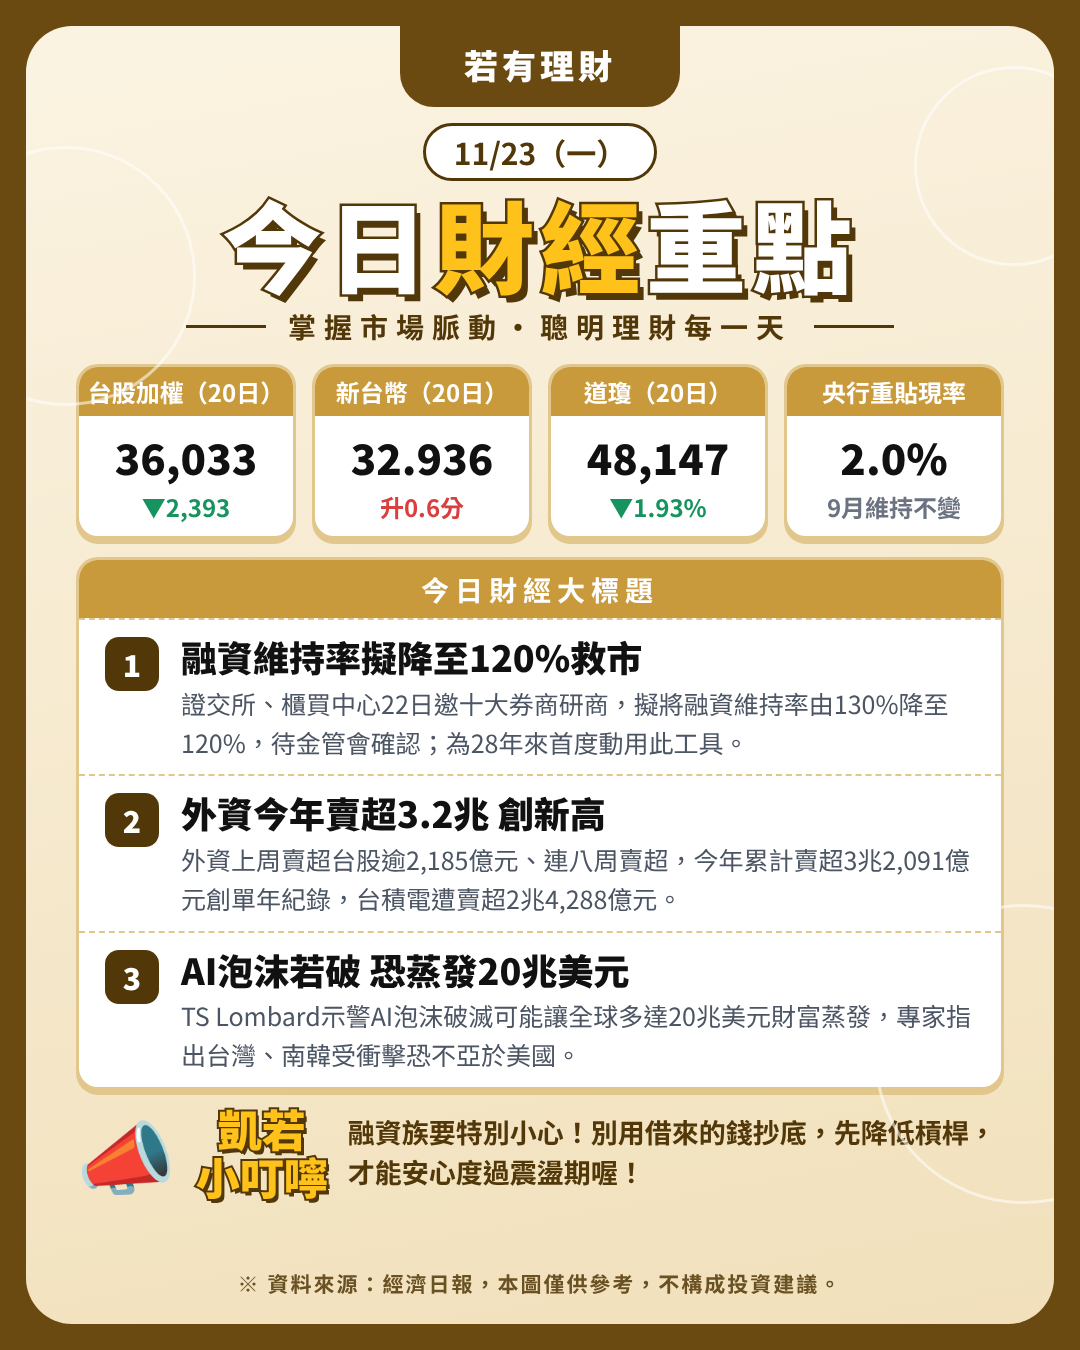 若有理財
11/23（一）
今日財經重點
掌握市場脈動・聰明理財每一天
台股加權（20日）
36,033
▼2,393
新台幣（20日）
32.936
升0.6分
道瓊（20日）
48,147
▼1.93%
央行重貼現率
2.0%
9月維持不變
今日財經大標題
1
融資維持率擬降至120%救市
證交所、櫃買中心22日邀十大券商研商，擬將融資維持率由130%降至
120%，待金管會確認；為28年來首度動用此工具。
2
外資今年賣超3.2兆 創新高
外資上周賣超台股逾2,185億元、連八周賣超，今年累計賣超3兆2,091億
元創單年紀錄，台積電遭賣超2兆4,288億元。
3
AI泡沫若破 恐蒸發20兆美元
TS Lombard示警AI泡沫破滅可能讓全球多達20兆美元財富蒸發，專家指
出台灣、南韓受衝擊恐不亞於美國。
凱若
小叮嚀
融資族要特別小心！別用借來的錢抄底，先降低槓桿，
才能安心度過震盪期喔！
※ 資料來源：經濟日報，本圖僅供參考，不構成投資建議。